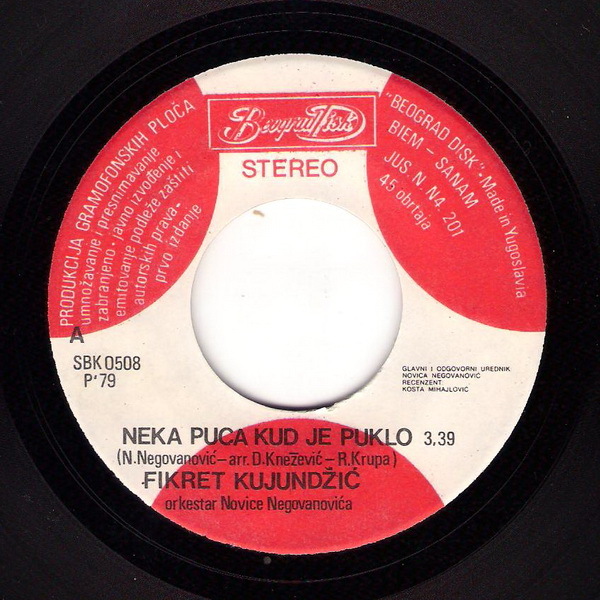 Beograd Disk
STEREO
PRODUKCIJA GRAMOFONSKIH PLOČA
umnožavanje i presnimavanje
zabranjeno · javno izvođenje i
emitovanje podleže zaštiti
autorskih prava -
prvo izdanje
"BEOGRAD DISK" · Made in Yugoslavia
BIEM - SANAM
JUS. N. N4. 201
45 obrtaja
A
SBK 0508
P'79
GLAVNI I ODGOVORNI UREDNIK
NOVICA NEGOVANOVIĆ
RECENZENT
KOSTA MIHAJLOVIĆ
NEKA PUCA KUD JE PUKLO 3,39
(N. Negovanović - arr. D. Knežević - R. Krupa)
FIKRET KUJUNDŽIĆ
orkestar Novice Negovanovića